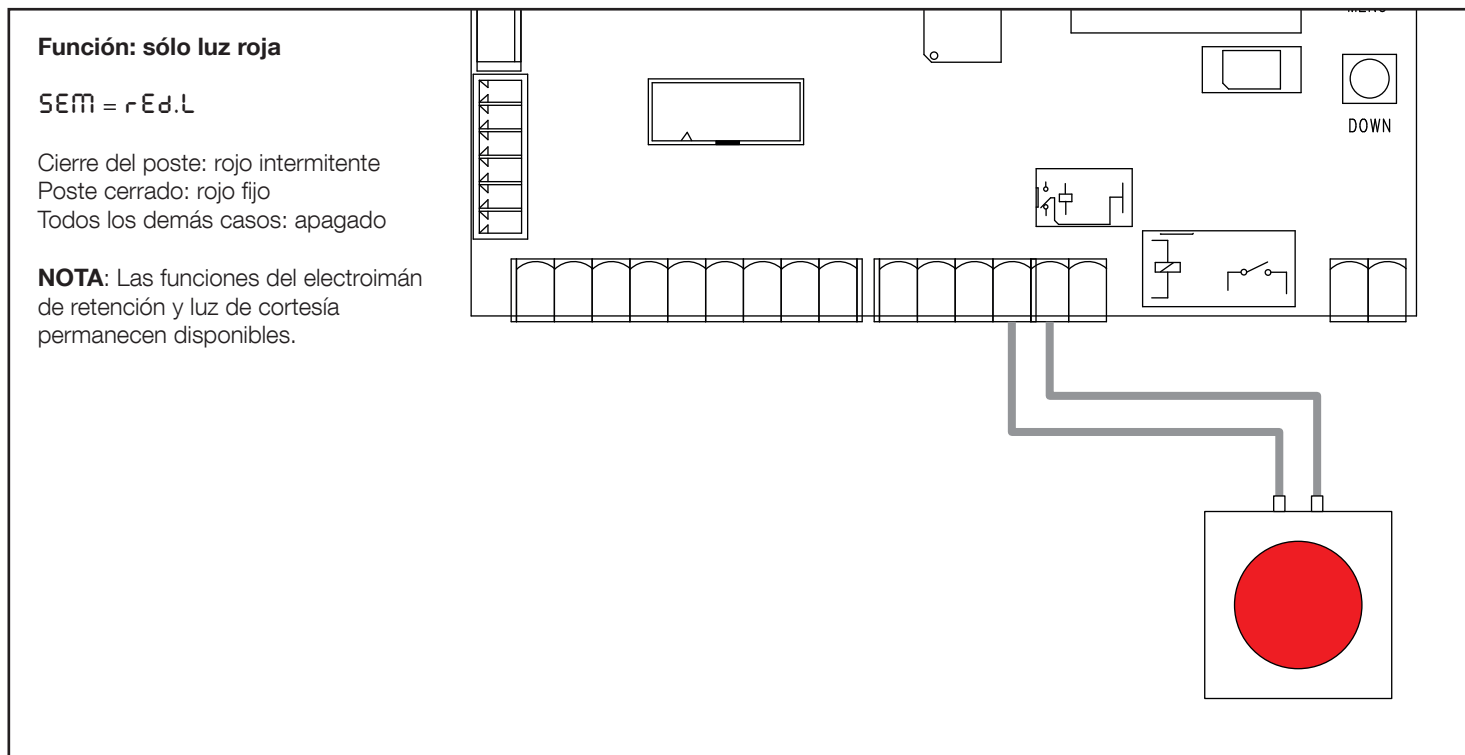 Función: sólo luz roja
SEM = rEd.L
Cierre del poste: rojo intermitente
Poste cerrado: rojo fijo
Todos los demás casos: apagado
NOTA: Las funciones del electroimán
de retención y luz de cortesía
permanecen disponibles.
DOWN